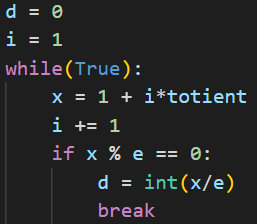 d = 0
i = 1
while(True):
    x = 1 + i*totient
    i += 1
    if x % e == 0:
        d = int(x/e)
        break